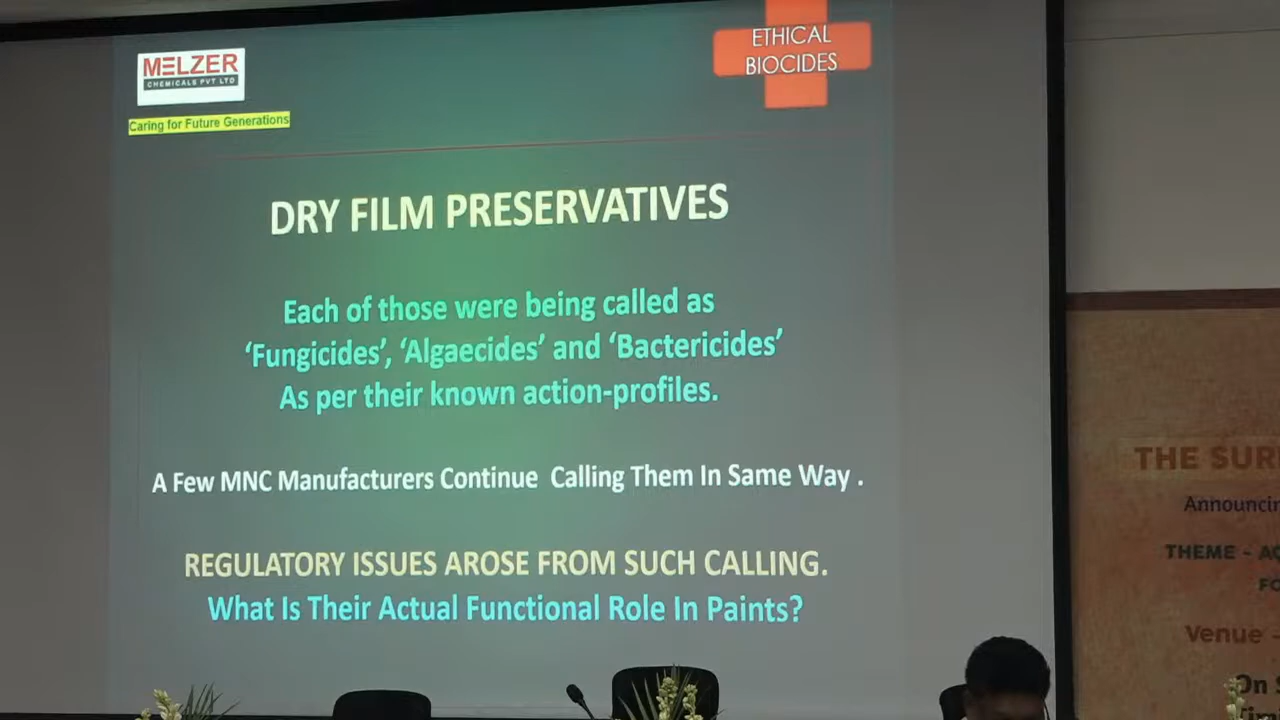 MELZER
CHEMICALS PVT LTD
Caring for Future Generations
ETHICAL
BIOCIDES
DRY FILM PRESERVATIVES
Each of those were being called as
‘Fungicides’, ‘Algaecides’ and ‘Bactericides’
As per their known action-profiles.
A Few MNC Manufacturers Continue Calling Them In Same Way .
REGULATORY ISSUES AROSE FROM SUCH CALLING.
What Is Their Actual Functional Role In Paints?
THE
THEME -
Venue -
On